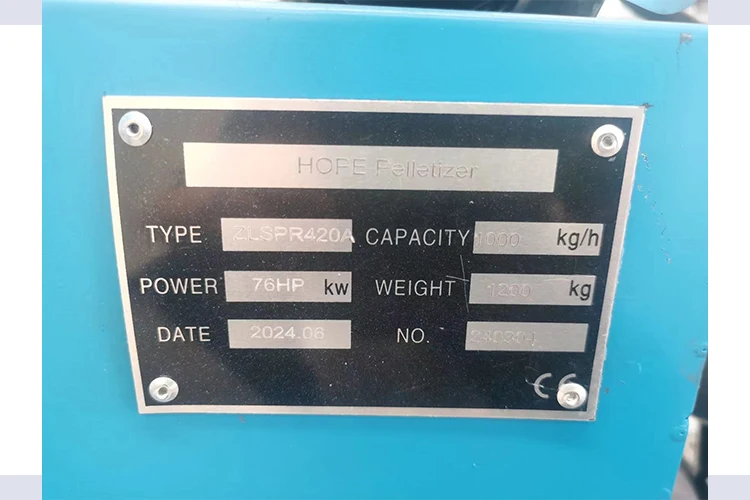 HOPE Pelletizer
TYPE ZLSPR420A CAPACITY 1000 kg/h
POWER 76HP kw WEIGHT 1200 kg
DATE 2024.06 NO.
CE